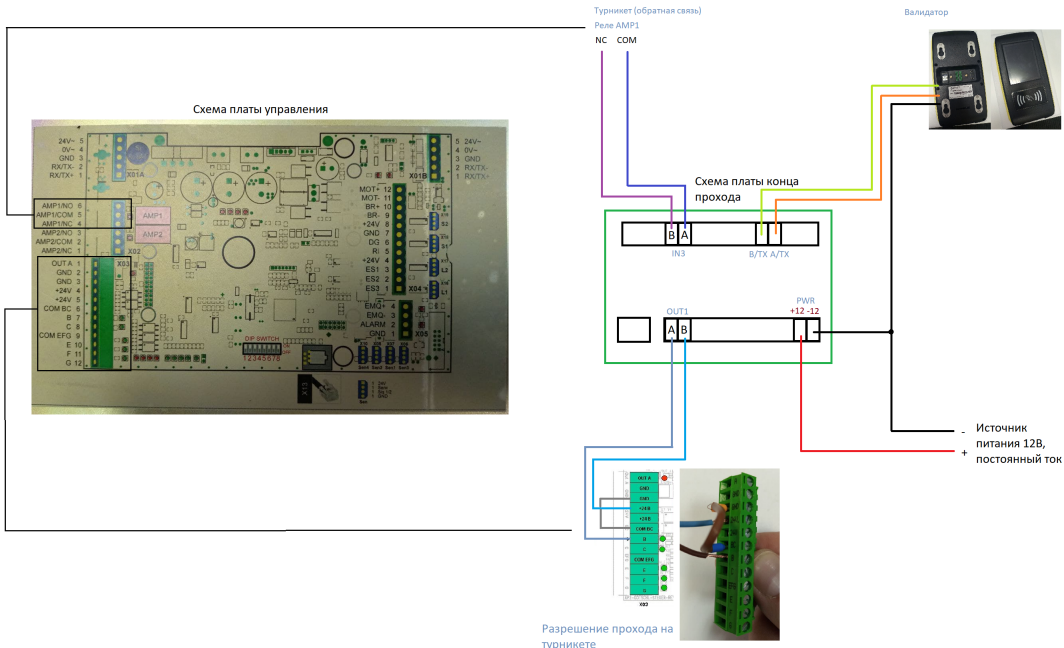 Турникет (обратная связь)
Реле AMP1
NC COM
Валидатор
Схема платы управления
24V~ 5
0V~ 4
GND 3
RX/TX- 2
RX/TX+ 1
X01A
5 24V~
4 0V~
3 GND
2 RX/TX-
1 RX/TX+
X01B
AMP1/NO 6
AMP1/COM 5
AMP1/NC 4
AMP2/NO 3
AMP2/COM 2
AMP2/NC 1
X02
AMP1
AMP2
MOT+ 12
MOT- 11
BR+ 10
BR- 9
+24V 8
GND 7
DG 6
RI 5
+24V 4
ES1 3
ES2 2
ES3 1
X04
S2
S1
L2
L1
OUT A 1
GND 2
GND 3
+24V 4
+24V 5
COM BC 6
B 7
C 8
COM EFG 9
E 10
F 11
G 12
X03
EMQ+ 4
EMQ- 3
ALARM 2
GND 1
X05
DIP SWITCH
12345678
X13
Схема платы конца
прохода
B A
IN3
B/TX A/TX
OUT1
A B
PWR
+12 -12
- Источник
+ питания 12В,
постоянный ток
OUT A
GND
GND
+24 B
+24 B
COM BC
B
C
COM EFG
E
F
G
X03
Разрешение прохода на
турникете